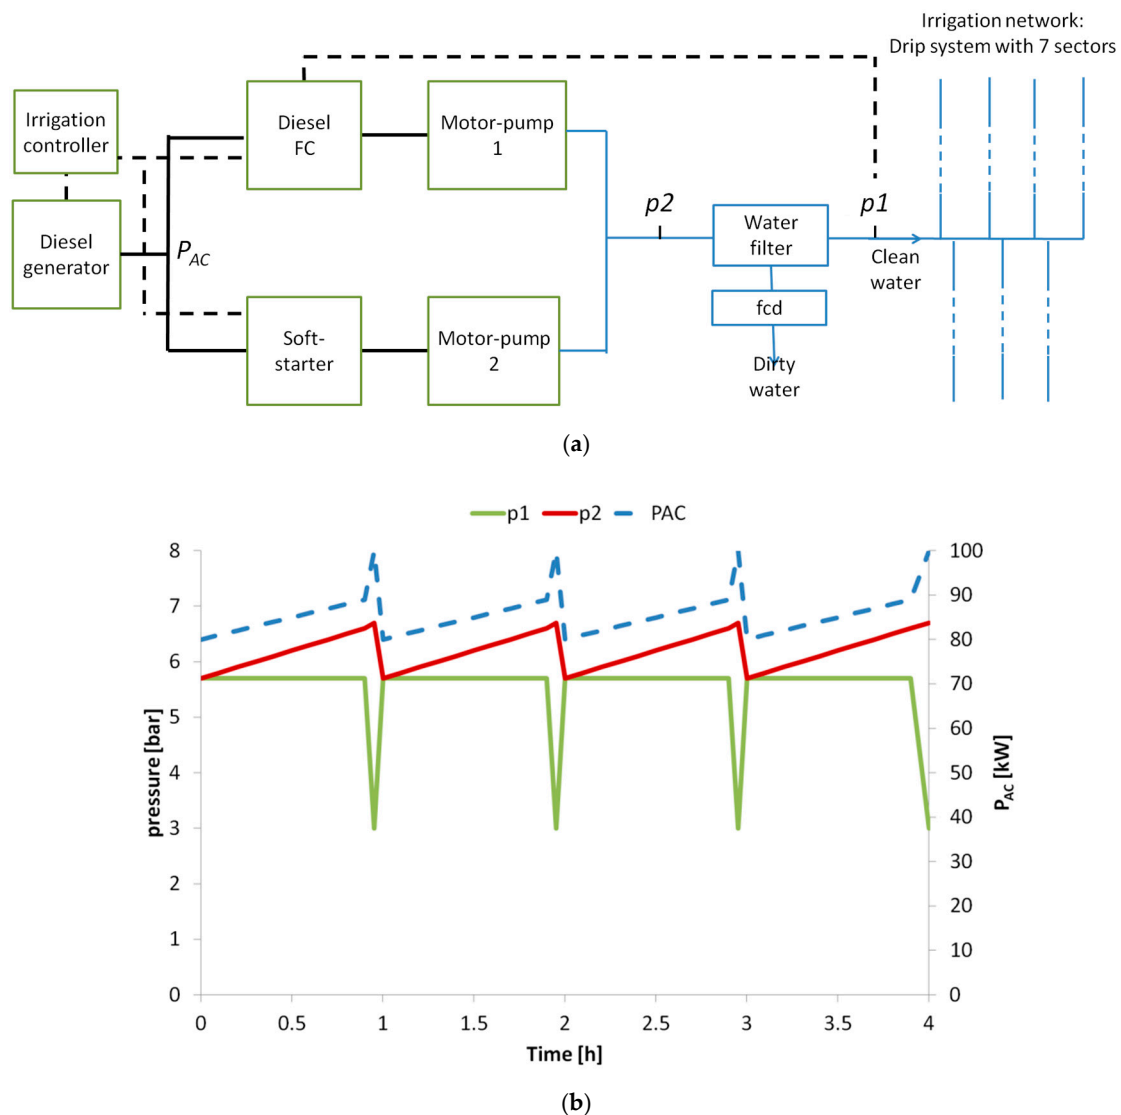 Irrigation network:
Drip system with 7 sectors
Irrigation
controller
Diesel
FC
Motor-pump
1
Diesel
generator
P_AC
p2
Water
filter
p1
Clean
water
fcd
Soft-
starter
Motor-pump
2
Dirty
water
(a)
p1 p2 PAC
8
7
6
5
4
3
2
1
0
pressure [bar]
100
90
80
70
60
50
40
30
20
10
0
P_AC [kW]
0 0.5 1 1.5 2 2.5 3 3.5 4
Time [h]
(b)